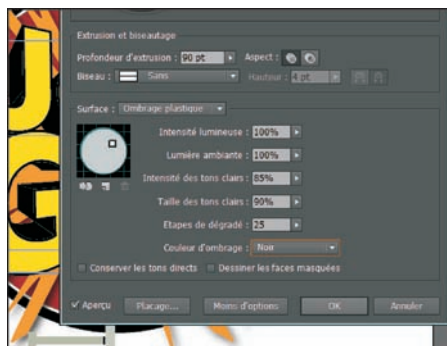 Extrusion et biseautage
Profondeur d'extrusion : 90 pt Aspect :
Biseau : Sans Hauteur : 4 pt
Surface : Ombrage plastique
Intensité lumineuse : 100%
Lumière ambiante : 100%
Intensité des tons clairs : 85%
Taille des tons clairs : 90%
Etapes de dégradé : 25
Couleur d'ombrage : Noir
Conserver les tons directs Dessiner les faces masquées
Aperçu Placage... Moins d'options OK Annuler